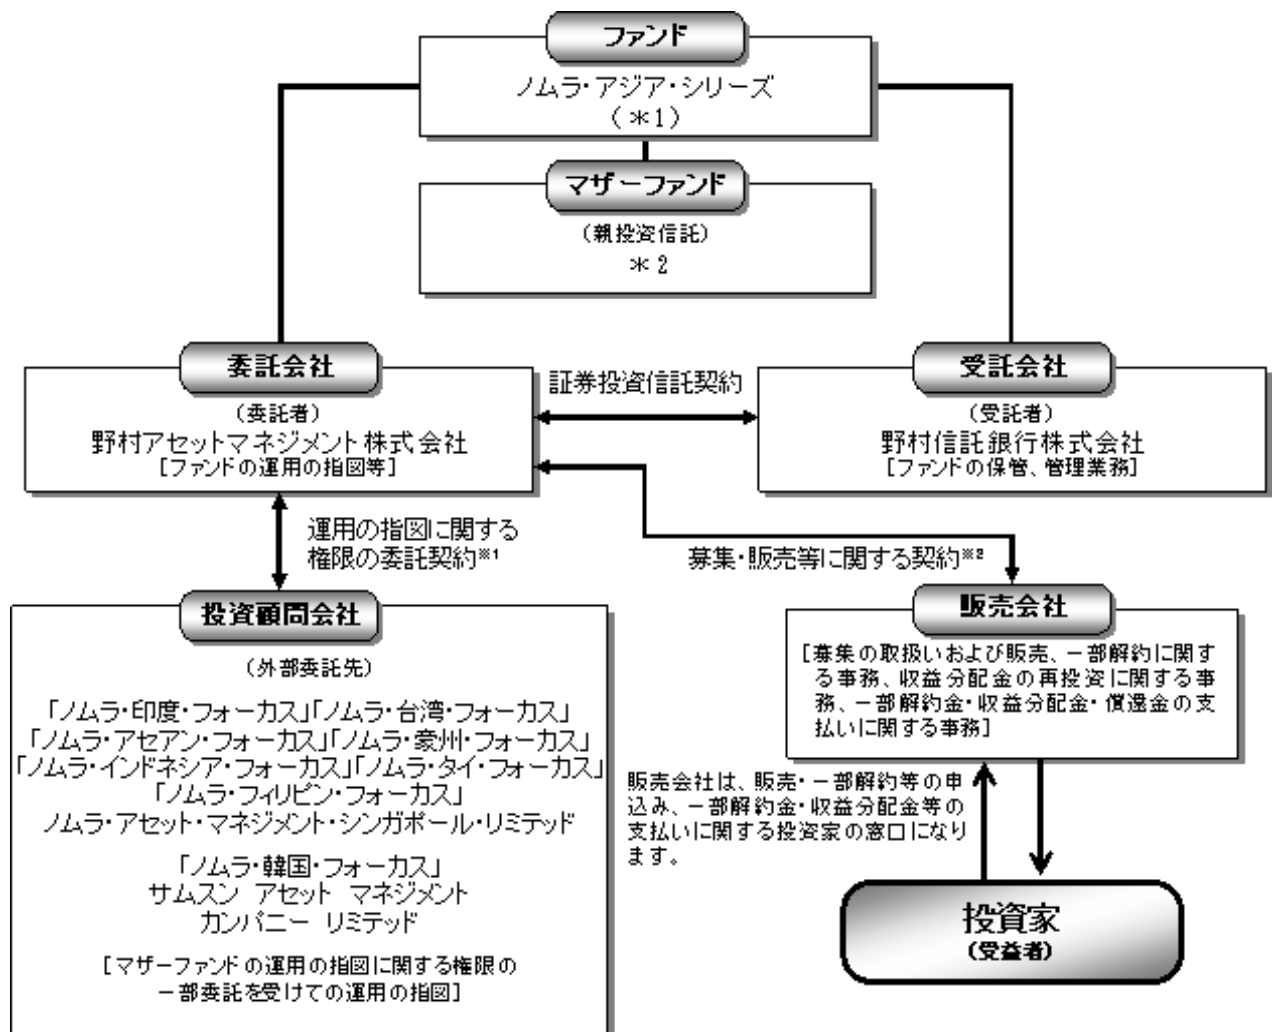 ファンド
ノムラ・アジア・シリーズ
(＊1)
マザーファンド
(親投資信託)
＊2
委託会社
(委託者)
野村アセットマネジメント株式会社
[ファンドの運用の指図等]
証券投資信託契約
受託会社
(受託者)
野村信託銀行株式会社
[ファンドの保管、管理業務]
運用の指図に関する
権限の委託契約※1
募集・販売等に関する契約※2
投資顧問会社
(外部委託先)
「ノムラ・印度・フォーカス」「ノムラ・台湾・フォーカス」
「ノムラ・アセアン・フォーカス」「ノムラ・豪州・フォーカス」
「ノムラ・インドネシア・フォーカス」「ノムラ・タイ・フォーカス」
「ノムラ・フィリピン・フォーカス」
ノムラ・アセット・マネジメント・シンガポール・リミテッド
「ノムラ・韓国・フォーカス」
サムスン アセット マネジメント
カンパニー リミテッド
[マザーファンドの運用の指図に関する権限の
一部委託を受けての運用の指図]
販売会社
[募集の取扱いおよび販売、一部解約に関す
る事務、収益分配金の再投資に関する事
務、一部解約金・収益分配金・償還金の支
払いに関する事務]
販売会社は、販売・一部解約等の申
込み、一部解約金・収益分配金等の
支払いに関する投資家の窓口になり
ます。
投資家
(受益者)